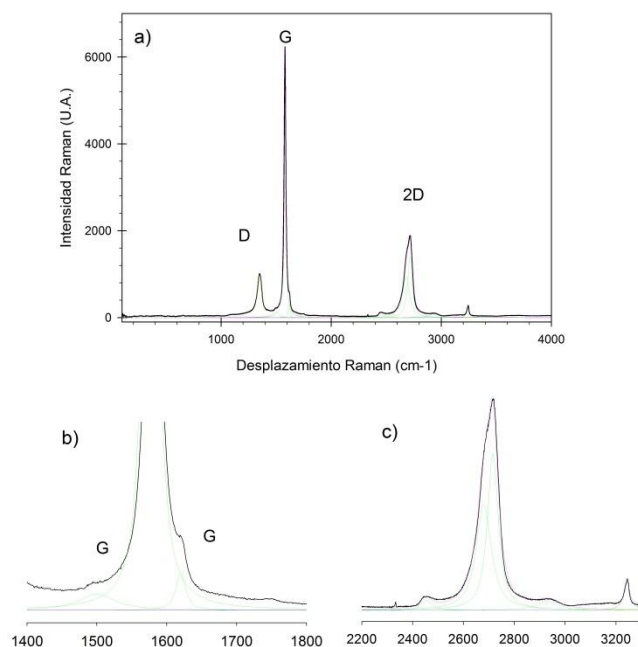 a)
G
6000
4000
2000
0
D
2D
Intensidad Raman (U.A.)
1000 2000 3000 4000
Desplazamiento Raman (cm-1)
b)
G
G
1400 1500 1600 1700 1800
c)
2200 2400 2600 2800 3000 3200